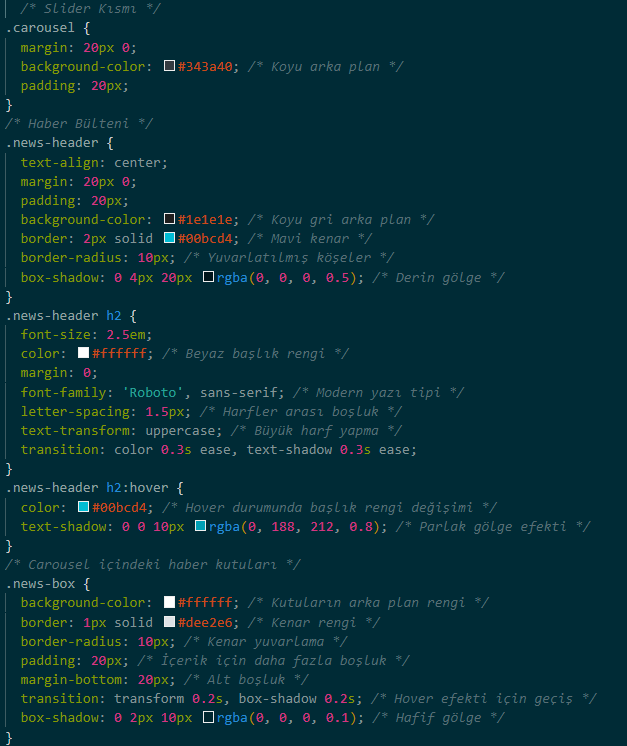 /* Slider Kısmı */
.carousel {
margin: 20px 0;
background-color: #343a40; /* Koyu arka plan */
padding: 20px;
}
/* Haber Bülteni */
.news-header {
text-align: center;
margin: 20px 0;
padding: 20px;
background-color: #1e1e1e; /* Koyu gri arka plan */
border: 2px solid #00bcd4; /* Mavi kenar */
border-radius: 10px; /* Yuvarlatılmış köşeler */
box-shadow: 0 4px 20px rgba(0, 0, 0, 0.5); /* Derin gölge */
}
.news-header h2 {
font-size: 2.5em;
color: #ffffff; /* Beyaz başlık rengi */
margin: 0;
font-family: 'Roboto', sans-serif; /* Modern yazı tipi */
letter-spacing: 1.5px; /* Harfler arası boşluk */
text-transform: uppercase; /* Büyük harf yapma */
transition: color 0.3s ease, text-shadow 0.3s ease;
}
.news-header h2:hover {
color: #00bcd4; /* Hover durumunda başlık rengi değişimi */
text-shadow: 0 0 10px rgba(0, 188, 212, 0.8); /* Parlak gölge efekti */
}
/* Carousel içindeki haber kutuları */
.news-box {
background-color: #ffffff; /* Kutuların arka plan rengi */
border: 1px solid #dee2e6; /* Kenar rengi */
border-radius: 10px; /* Kenar yuvarlama */
padding: 20px; /* İçerik için daha fazla boşluk */
margin-bottom: 20px; /* Alt boşluk */
transition: transform 0.2s, box-shadow 0.2s; /* Hover efekti için geçiş */
box-shadow: 0 2px 10px rgba(0, 0, 0, 0.1); /* Hafif gölge */
}